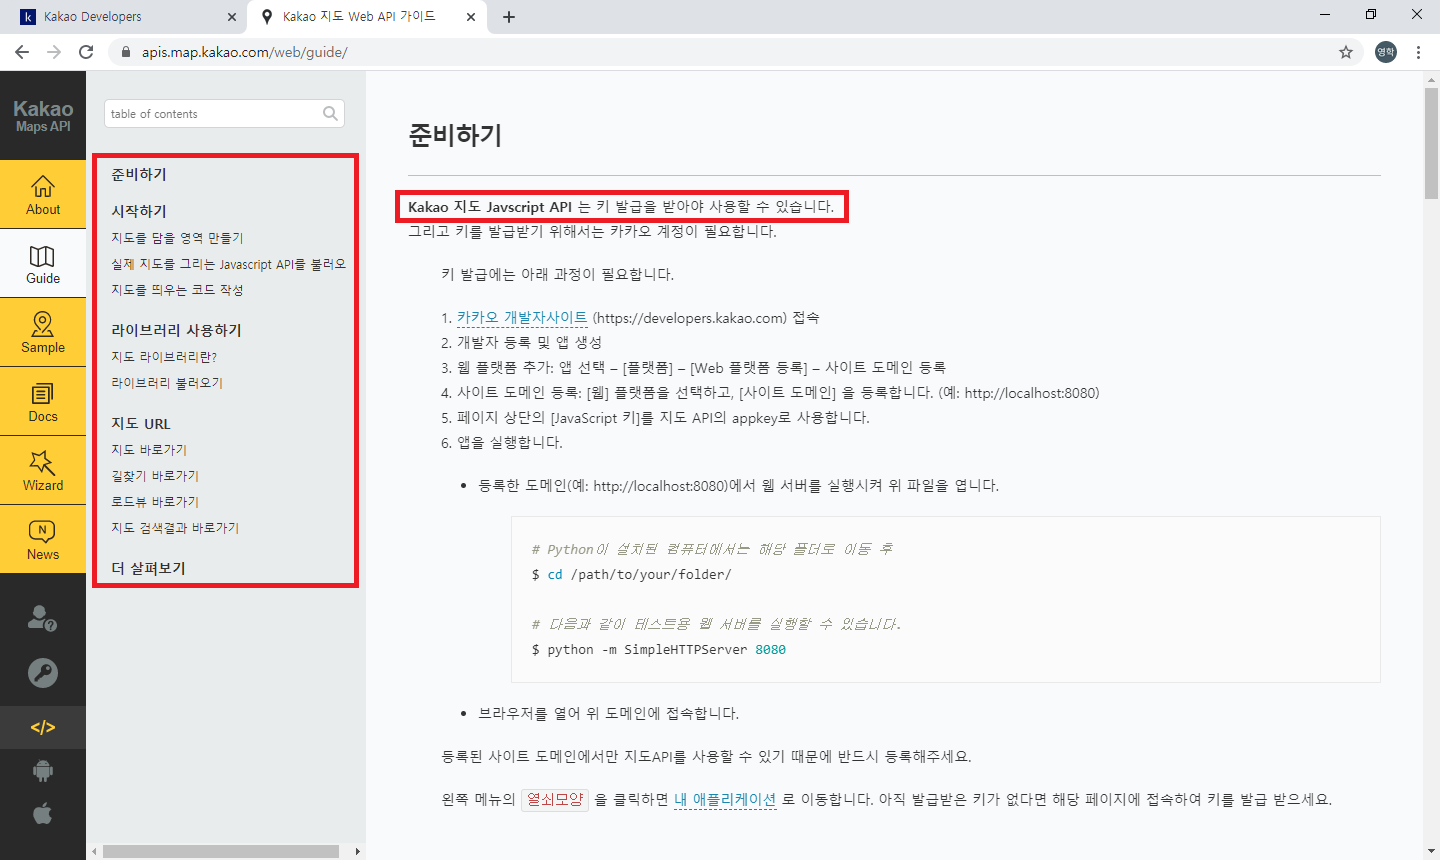 Kakao Developers
Kakao 지도 Web API 가이드
apis.map.kakao.com/web/guide/
영학
Kakao
Maps API
About
Guide
Sample
Docs
Wizard
N
News
</>
table of contents
준비하기
시작하기
지도를 담을 영역 만들기
실제 지도를 그리는 Javascript API를 불러오
지도를 띄우는 코드 작성
라이브러리 사용하기
지도 라이브러리란?
라이브러리 불러오기
지도 URL
지도 바로가기
길찾기 바로가기
로드뷰 바로가기
지도 검색결과 바로가기
더 살펴보기
준비하기
Kakao 지도 Javscript API 는 키 발급을 받아야 사용할 수 있습니다.
그리고 키를 발급받기 위해서는 카카오 계정이 필요합니다.
키 발급에는 아래 과정이 필요합니다.
1. 카카오 개발자사이트 (https://developers.kakao.com) 접속
2. 개발자 등록 및 앱 생성
3. 웹 플랫폼 추가: 앱 선택 – [플랫폼] – [Web 플랫폼 등록] – 사이트 도메인 등록
4. 사이트 도메인 등록: [웹] 플랫폼을 선택하고, [사이트 도메인] 을 등록합니다. (예: http://localhost:8080)
5. 페이지 상단의 [JavaScript 키]를 지도 API의 appkey로 사용합니다.
6. 앱을 실행합니다.
• 등록한 도메인(예: http://localhost:8080)에서 웹 서버를 실행시켜 위 파일을 엽니다.
# Python이 설치된 컴퓨터에서는 해당 폴더로 이동 후
$ cd /path/to/your/folder/
# 다음과 같이 테스트용 웹 서버를 실행할 수 있습니다.
$ python -m SimpleHTTPServer 8080
• 브라우저를 열어 위 도메인에 접속합니다.
등록된 사이트 도메인에서만 지도API를 사용할 수 있기 때문에 반드시 등록해주세요.
왼쪽 메뉴의 열쇠모양 을 클릭하면 내 애플리케이션 로 이동합니다. 아직 발급받은 키가 없다면 해당 페이지에 접속하여 키를 발급 받으세요.